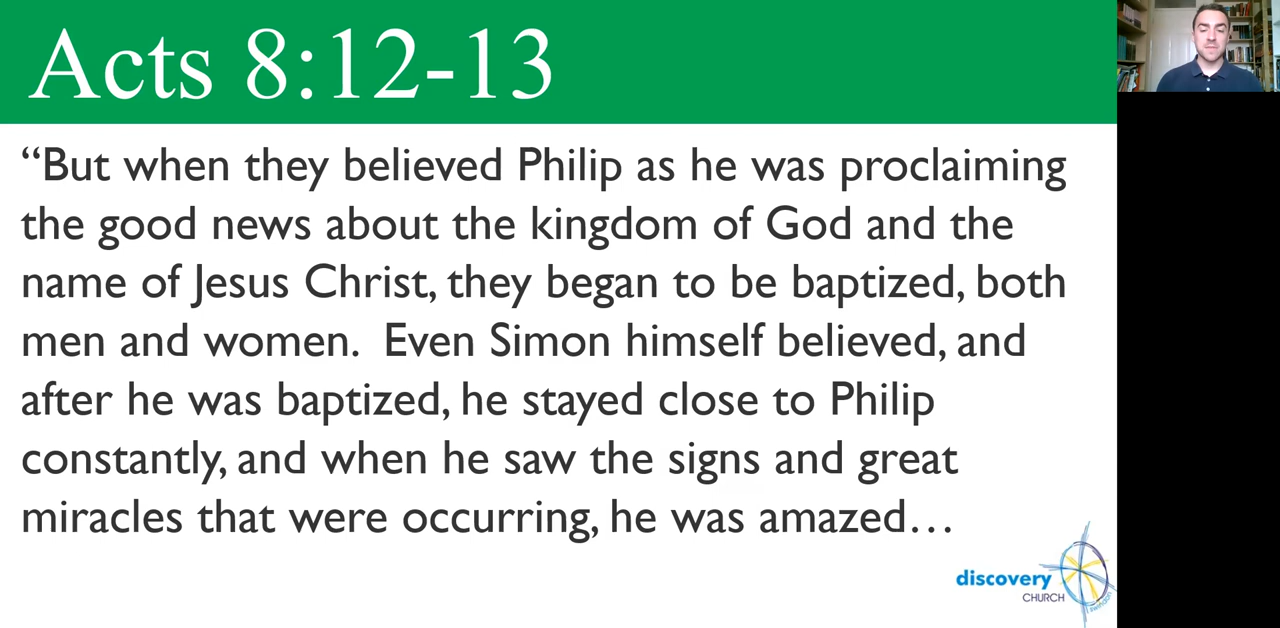 Acts 8:12-13
“But when they believed Philip as he was proclaiming
the good news about the kingdom of God and the
name of Jesus Christ, they began to be baptized, both
men and women.  Even Simon himself believed, and
after he was baptized, he stayed close to Philip
constantly, and when he saw the signs and great
miracles that were occurring, he was amazed…
discovery
CHURCH